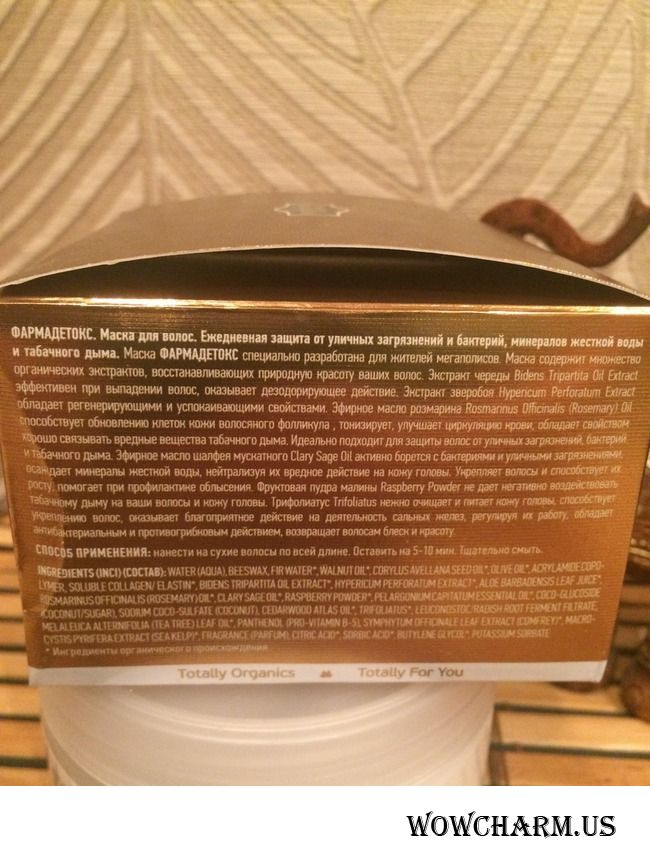 ФАРМАДЕТОКС. Маска для волос. Ежедневная защита от уличных загрязнений и бактерий, минералов жесткой воды
и табачного дыма. Маска ФАРМАДЕТОКС специально разработана для жителей мегаполисов. Маска содержит множество
органических экстрактов, восстанавливающих природную красоту ваших волос. Экстракт череды Bidens Tripartita Oil Extract
эффективен при выпадении волос, оказывает дезодорирующее действие. Экстракт зверобоя Hypericum Perforatum Extract
обладает регенерирующими и успокаивающими свойствами. Эфирное масло розмарина Rosmarinus Officinalis (Rosemary) Oil
способствует обновлению клеток кожи волосяного фолликула , тонизирует, улучшает циркуляцию крови, обладает свойством
хорошо связывать вредные вещества табачного дыма. Идеально подходит для защиты волос от уличных загрязнений, бактерий
и табачного дыма. Эфирное масло шалфея мускатного Clary Sage Oil активно борется с бактериями и уличными загрязнениями,
осаждает минералы жесткой воды, нейтрализуя их вредное действие на кожу головы. Укрепляет волосы и способствует их
росту, помогает при профилактике облысения. Фруктовая пудра малины Raspberry Powder не дает негативно воздействовать
табачному дыму на ваши волосы и кожу головы. Трифолиатус Trifoliatus нежно очищает и питает кожу головы, способствует
укреплению волос, оказывает благоприятное действие на деятельность сальных желез, регулируя их работу, обладает
антибактериальным и противогрибковым действием, возвращает волосам блеск и красоту.
СПОСОБ ПРИМЕНЕНИЯ: нанести на сухие волосы по всей длине. Оставить на 5-10 мин. Тщательно смыть.
INGREDIENTS (INCI) (СОСТАВ): WATER (AQUA), BEESWAX, FIR WATER*, WALNUT OIL*, CORYLUS AVELLANA SEED OIL*, OLIVE OIL*, ACRYLAMIDE COPO-
LYMER, SOLUBLE COLLAGEN/ ELASTIN*, BIDENS TRIPARTITA OIL EXTRACT*, HYPERICUM PERFORATUM EXTRACT*, ALOE BARBADENSIS LEAF JUICE*,
ROSMARINUS OFFICINALIS (ROSEMARY) OIL*, CLARY SAGE OIL*, RASPBERRY POWDER*, PELARGONIUM CAPITATUM ESSENTIAL OIL*, COCO-GLUCOSIDE
(COCONUT/SUGAR), SODIUM COCO-SULFATE (COCONUT), CEDARWOOD ATLAS OIL*, TRIFOLIATUS*, LEUCONOSTOC/RADISH ROOT FERMENT FILTRATE,
MELALEUCA ALTERNIFOLIA (TEA TREE) LEAF OIL*, PANTHENOL (PRO-VITAMIN B-5), SYMPHYTUM OFFICINALE LEAF EXTRACT (COMFREY)*, MACRO-
CYSTIS PYRIFERA EXTRACT (SEA KELP)*, FRAGRANCE (PARFUM), CITRIC ACID*, SORBIC ACID*, BUTYLENE GLYCOL*, POTASSIUM SORBATE
* Ингредиенты органического происхождения
Totally Organics Totally For You
WOWCHARM.US